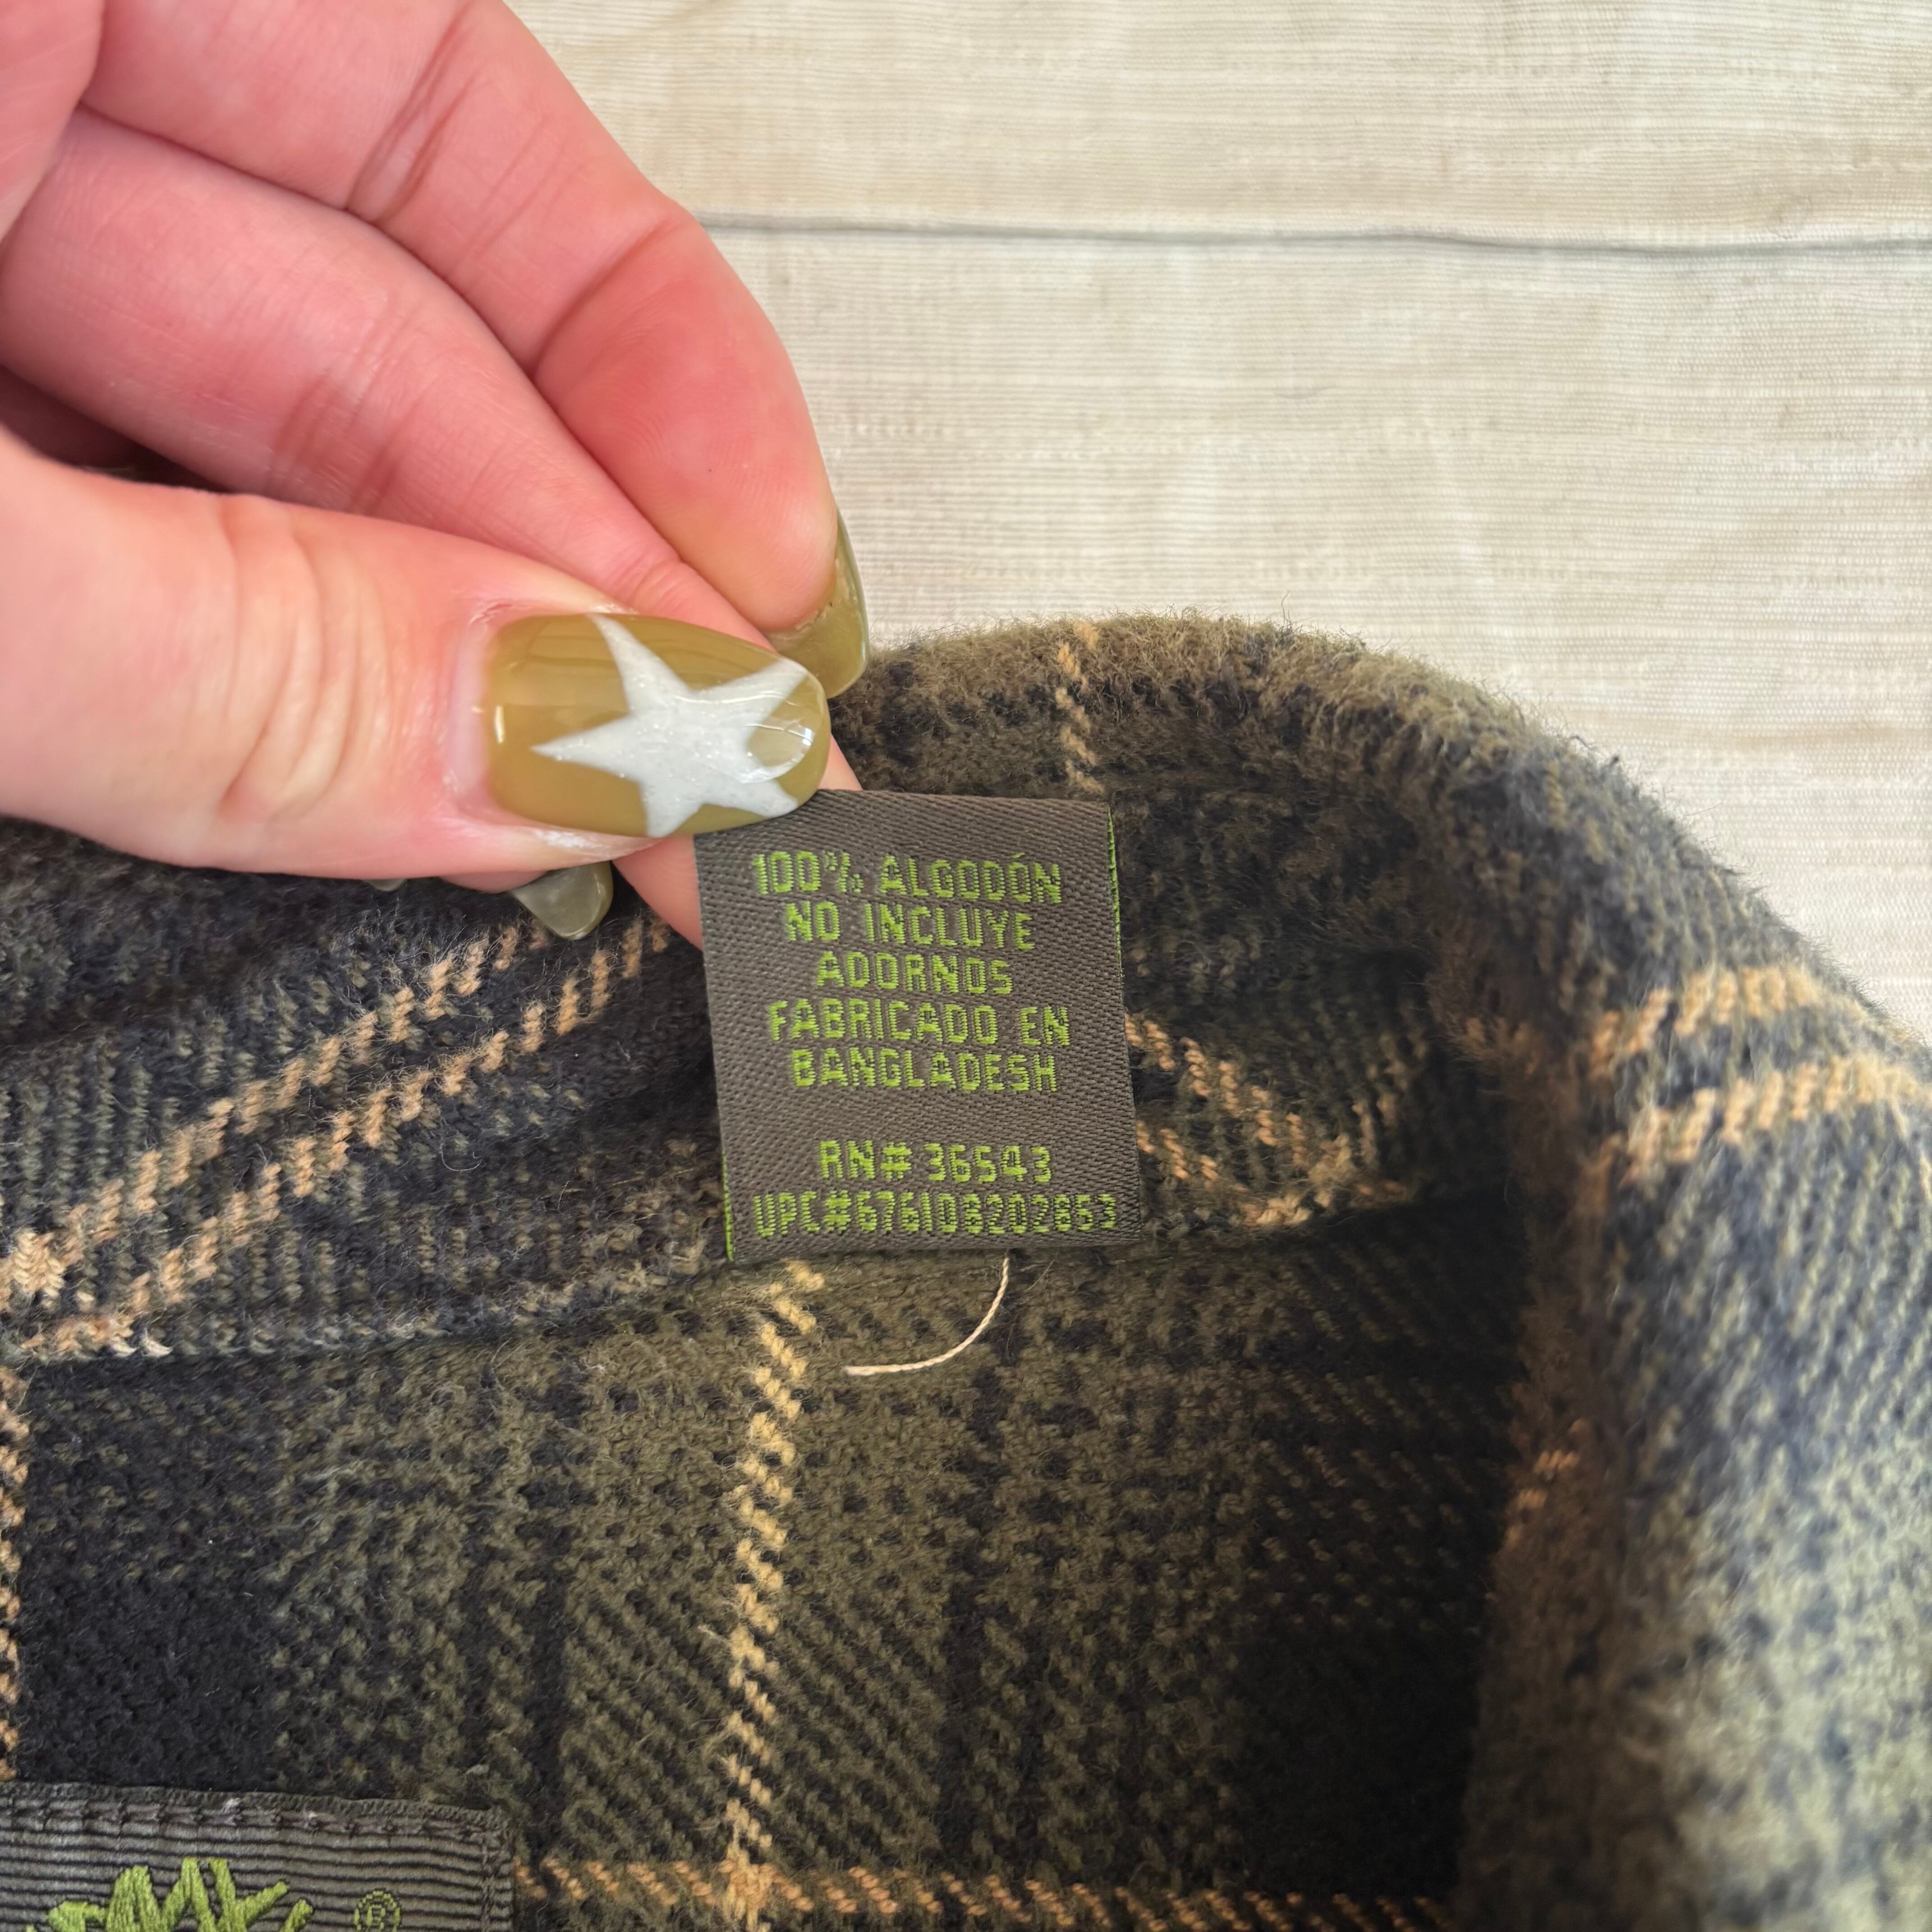 100% ALGODÓN
NO INCLUYE
ADORNOS
FABRICADO EN
BANGLADESH
RN# 36543
UPC#676108202853
®